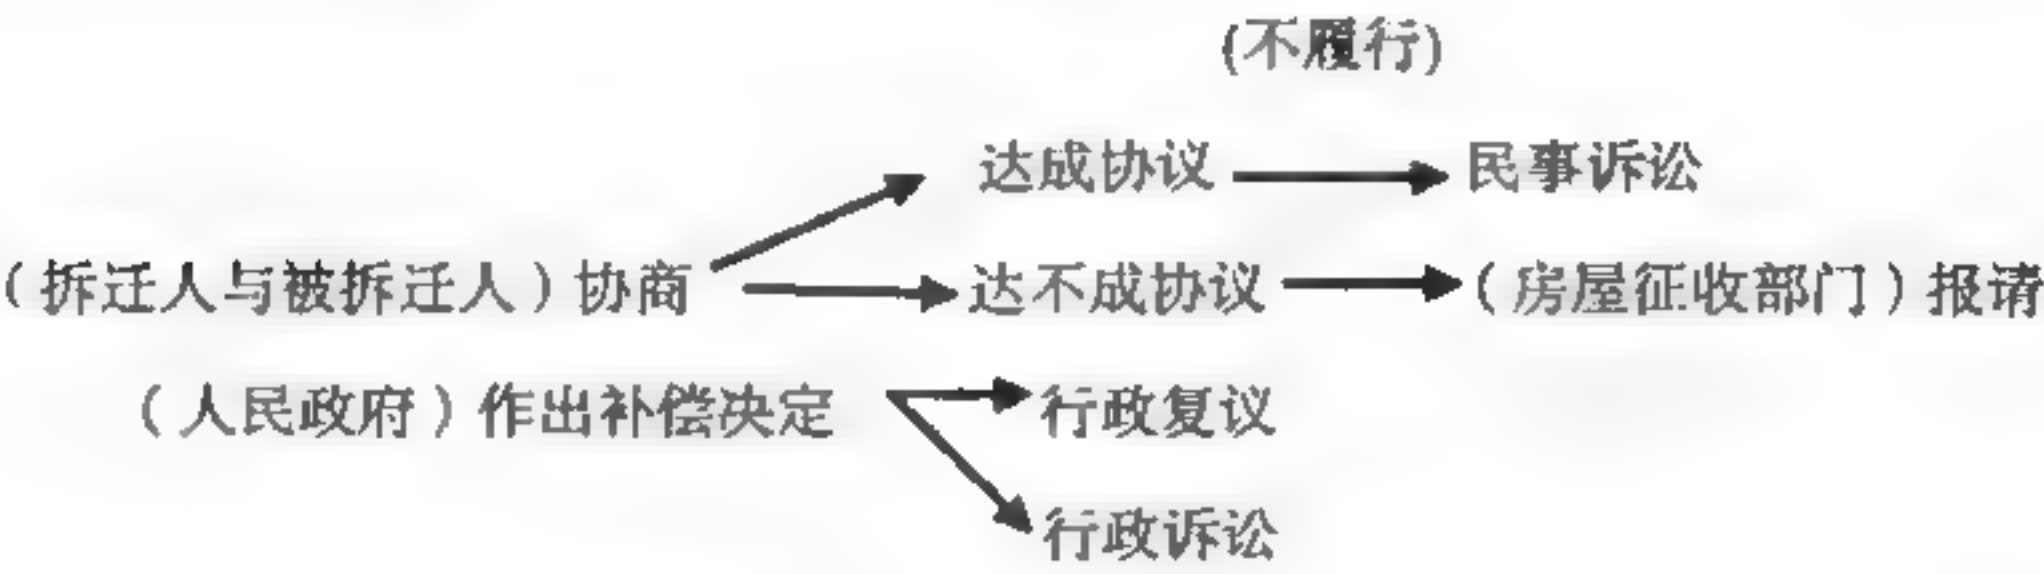 (不履行)
达成协议 民事诉讼
（拆迁人与被拆迁人）协商 达不成协议 （房屋征收部门）报请
（人民政府）作出补偿决定 行政复议
行政诉讼